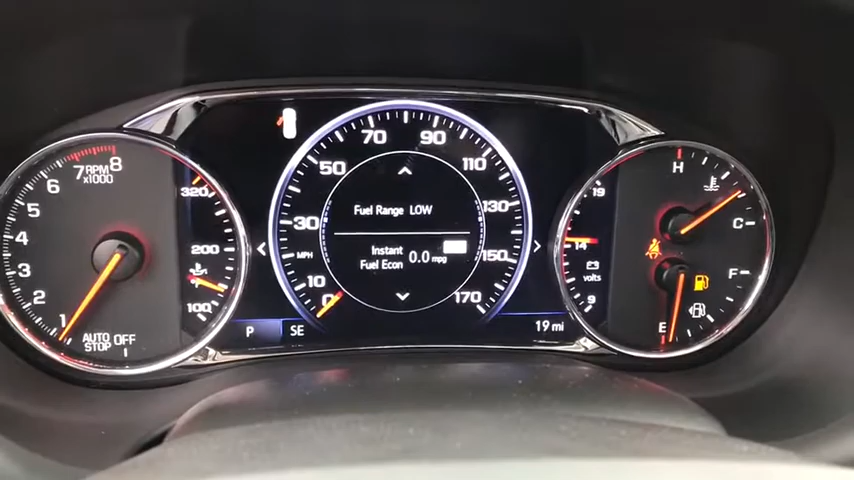 7
8
RPM
x1000
6
5
4
3
2
1
AUTO OFF
STOP
320
200
100
50
70
90
110
30
130
10
150
0
170
MPH
Fuel Range LOW
Instant
Fuel Econ
0.0 mpg
P
SE
19 mi
19
14
9
volts
H
C
F
E